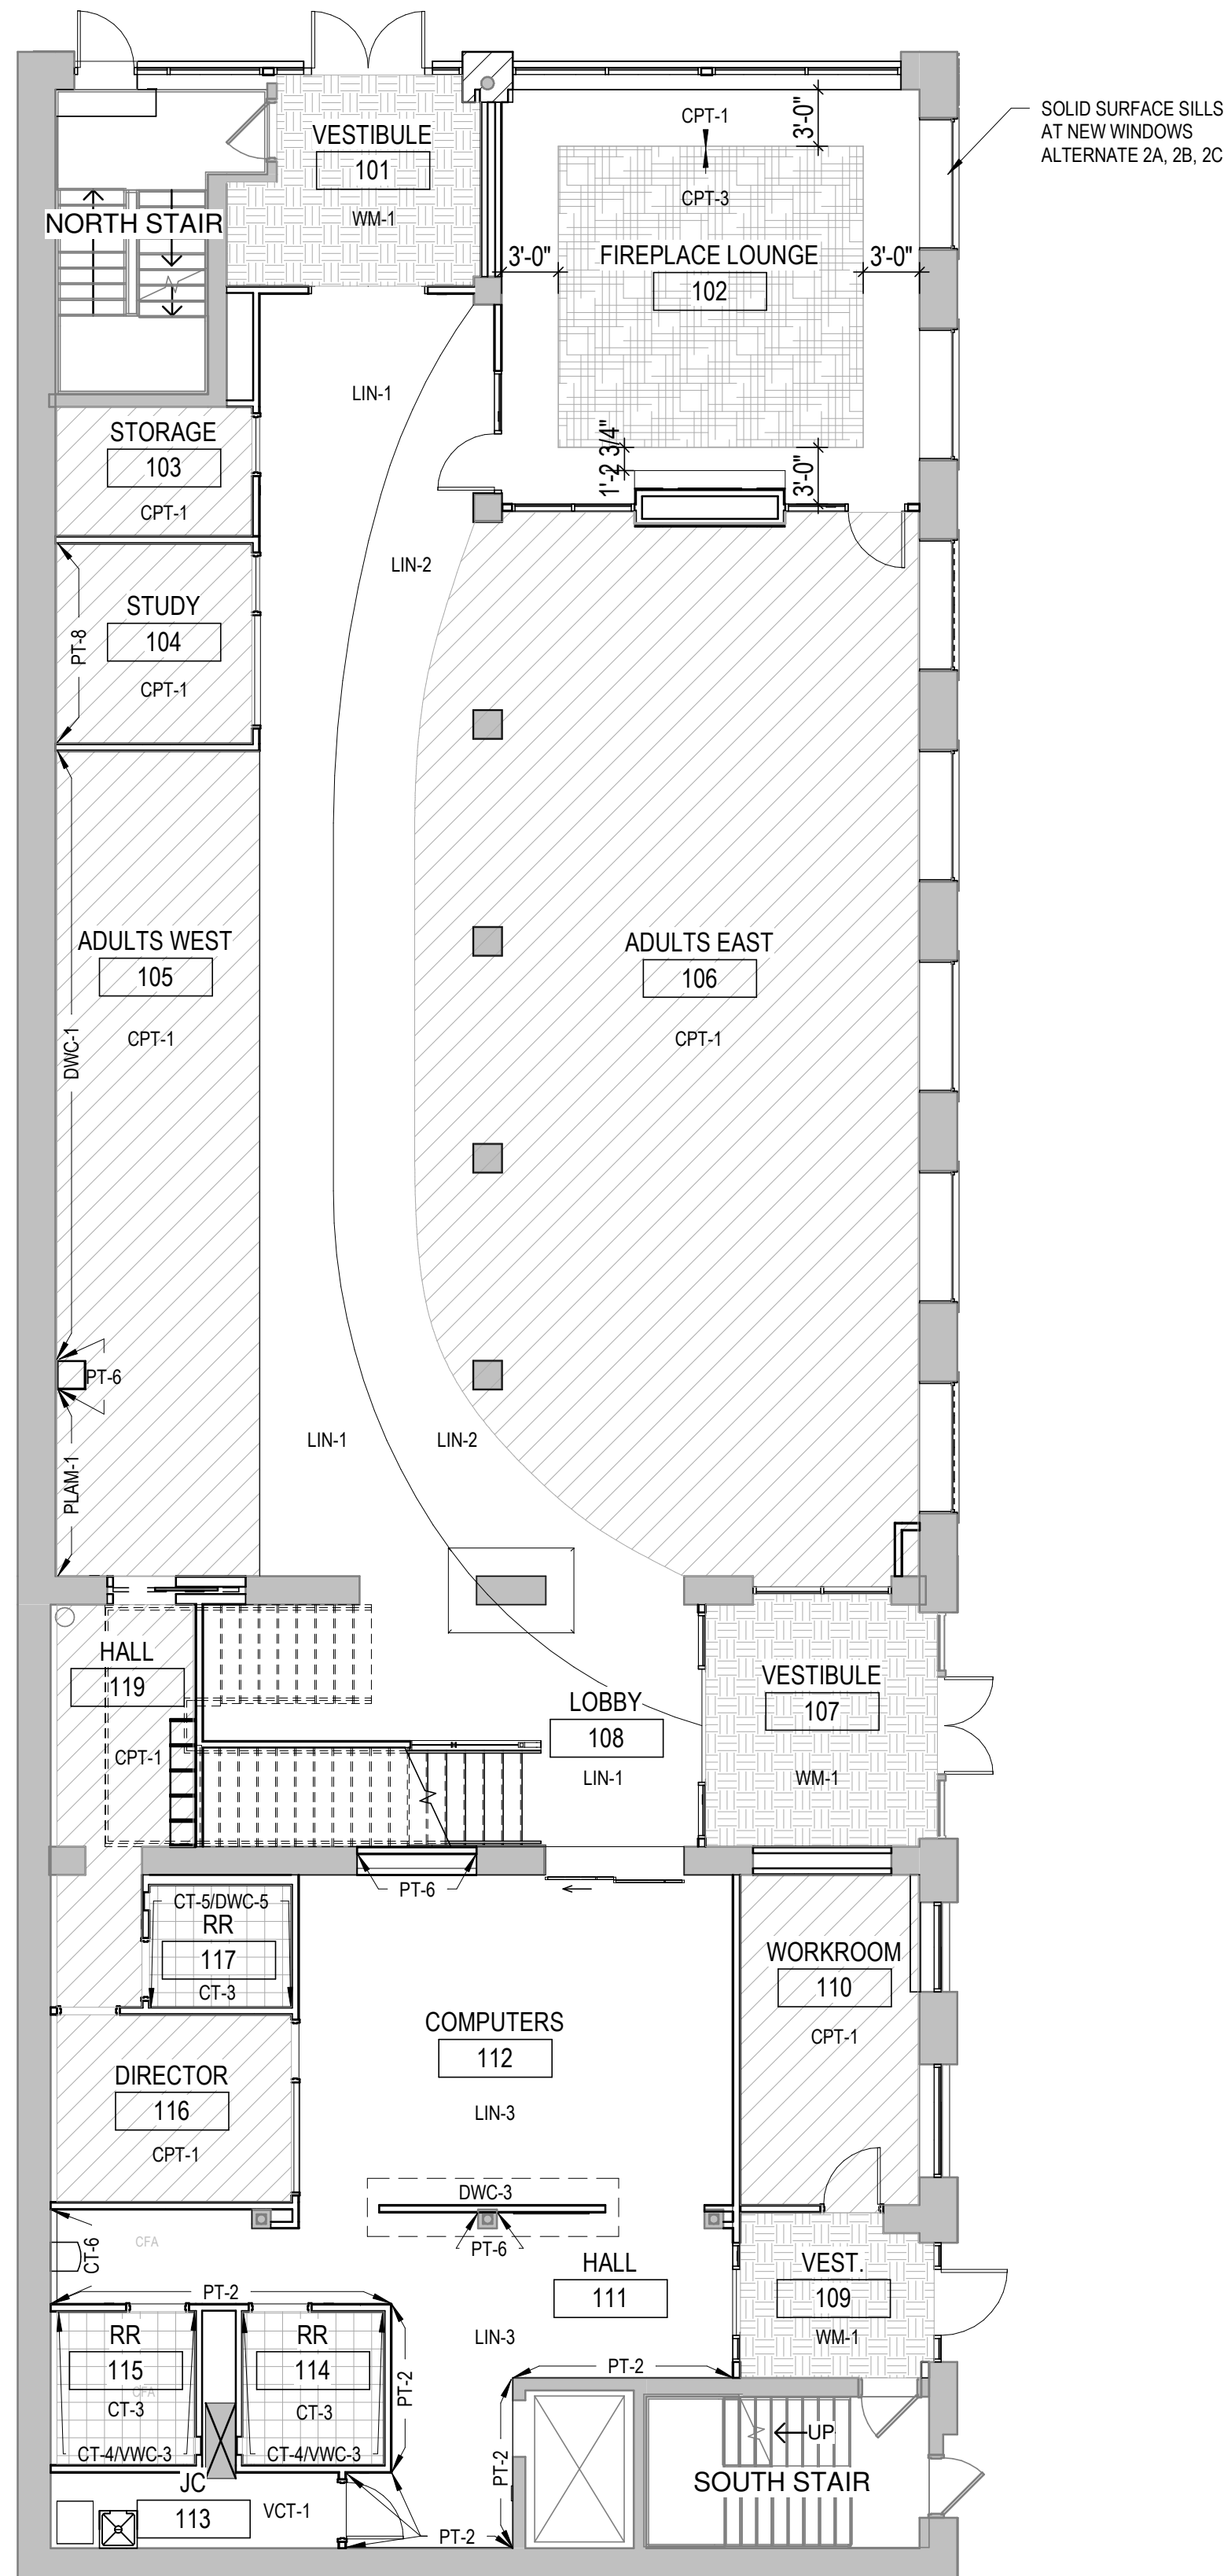 SOLID SURFACE SILLS
AT NEW WINDOWS
ALTERNATE 2A, 2B, 2C
VESTIBULE
101
WM-1
NORTH STAIR
CPT-1
3'-0"
CPT-3
FIREPLACE LOUNGE
102
3'-0"
3'-0"
1'-2 3/4"
3'-0"
LIN-1
STORAGE
103
CPT-1
LIN-2
STUDY
104
CPT-1
PT-8
ADULTS WEST
105
CPT-1
DWC-1
ADULTS EAST
106
CPT-1
PT-6
PLAM-1
LIN-1
LIN-2
HALL
119
CPT-1
LOBBY
108
LIN-1
VESTIBULE
107
WM-1
PT-6
CT-5/DWC-5
RR
117
CT-3
COMPUTERS
112
LIN-3
WORKROOM
110
CPT-1
DIRECTOR
116
CPT-1
DWC-3
PT-6
CFA
CT-6
PT-2
HALL
111
LIN-3
VEST.
109
WM-1
RR
115
CFA
CT-3
CT-4/VWC-3
RR
114
CT-3
CT-4/VWC-3
PT-2
PT-2
PT-2
UP
SOUTH STAIR
JC
113
VCT-1
PT-2